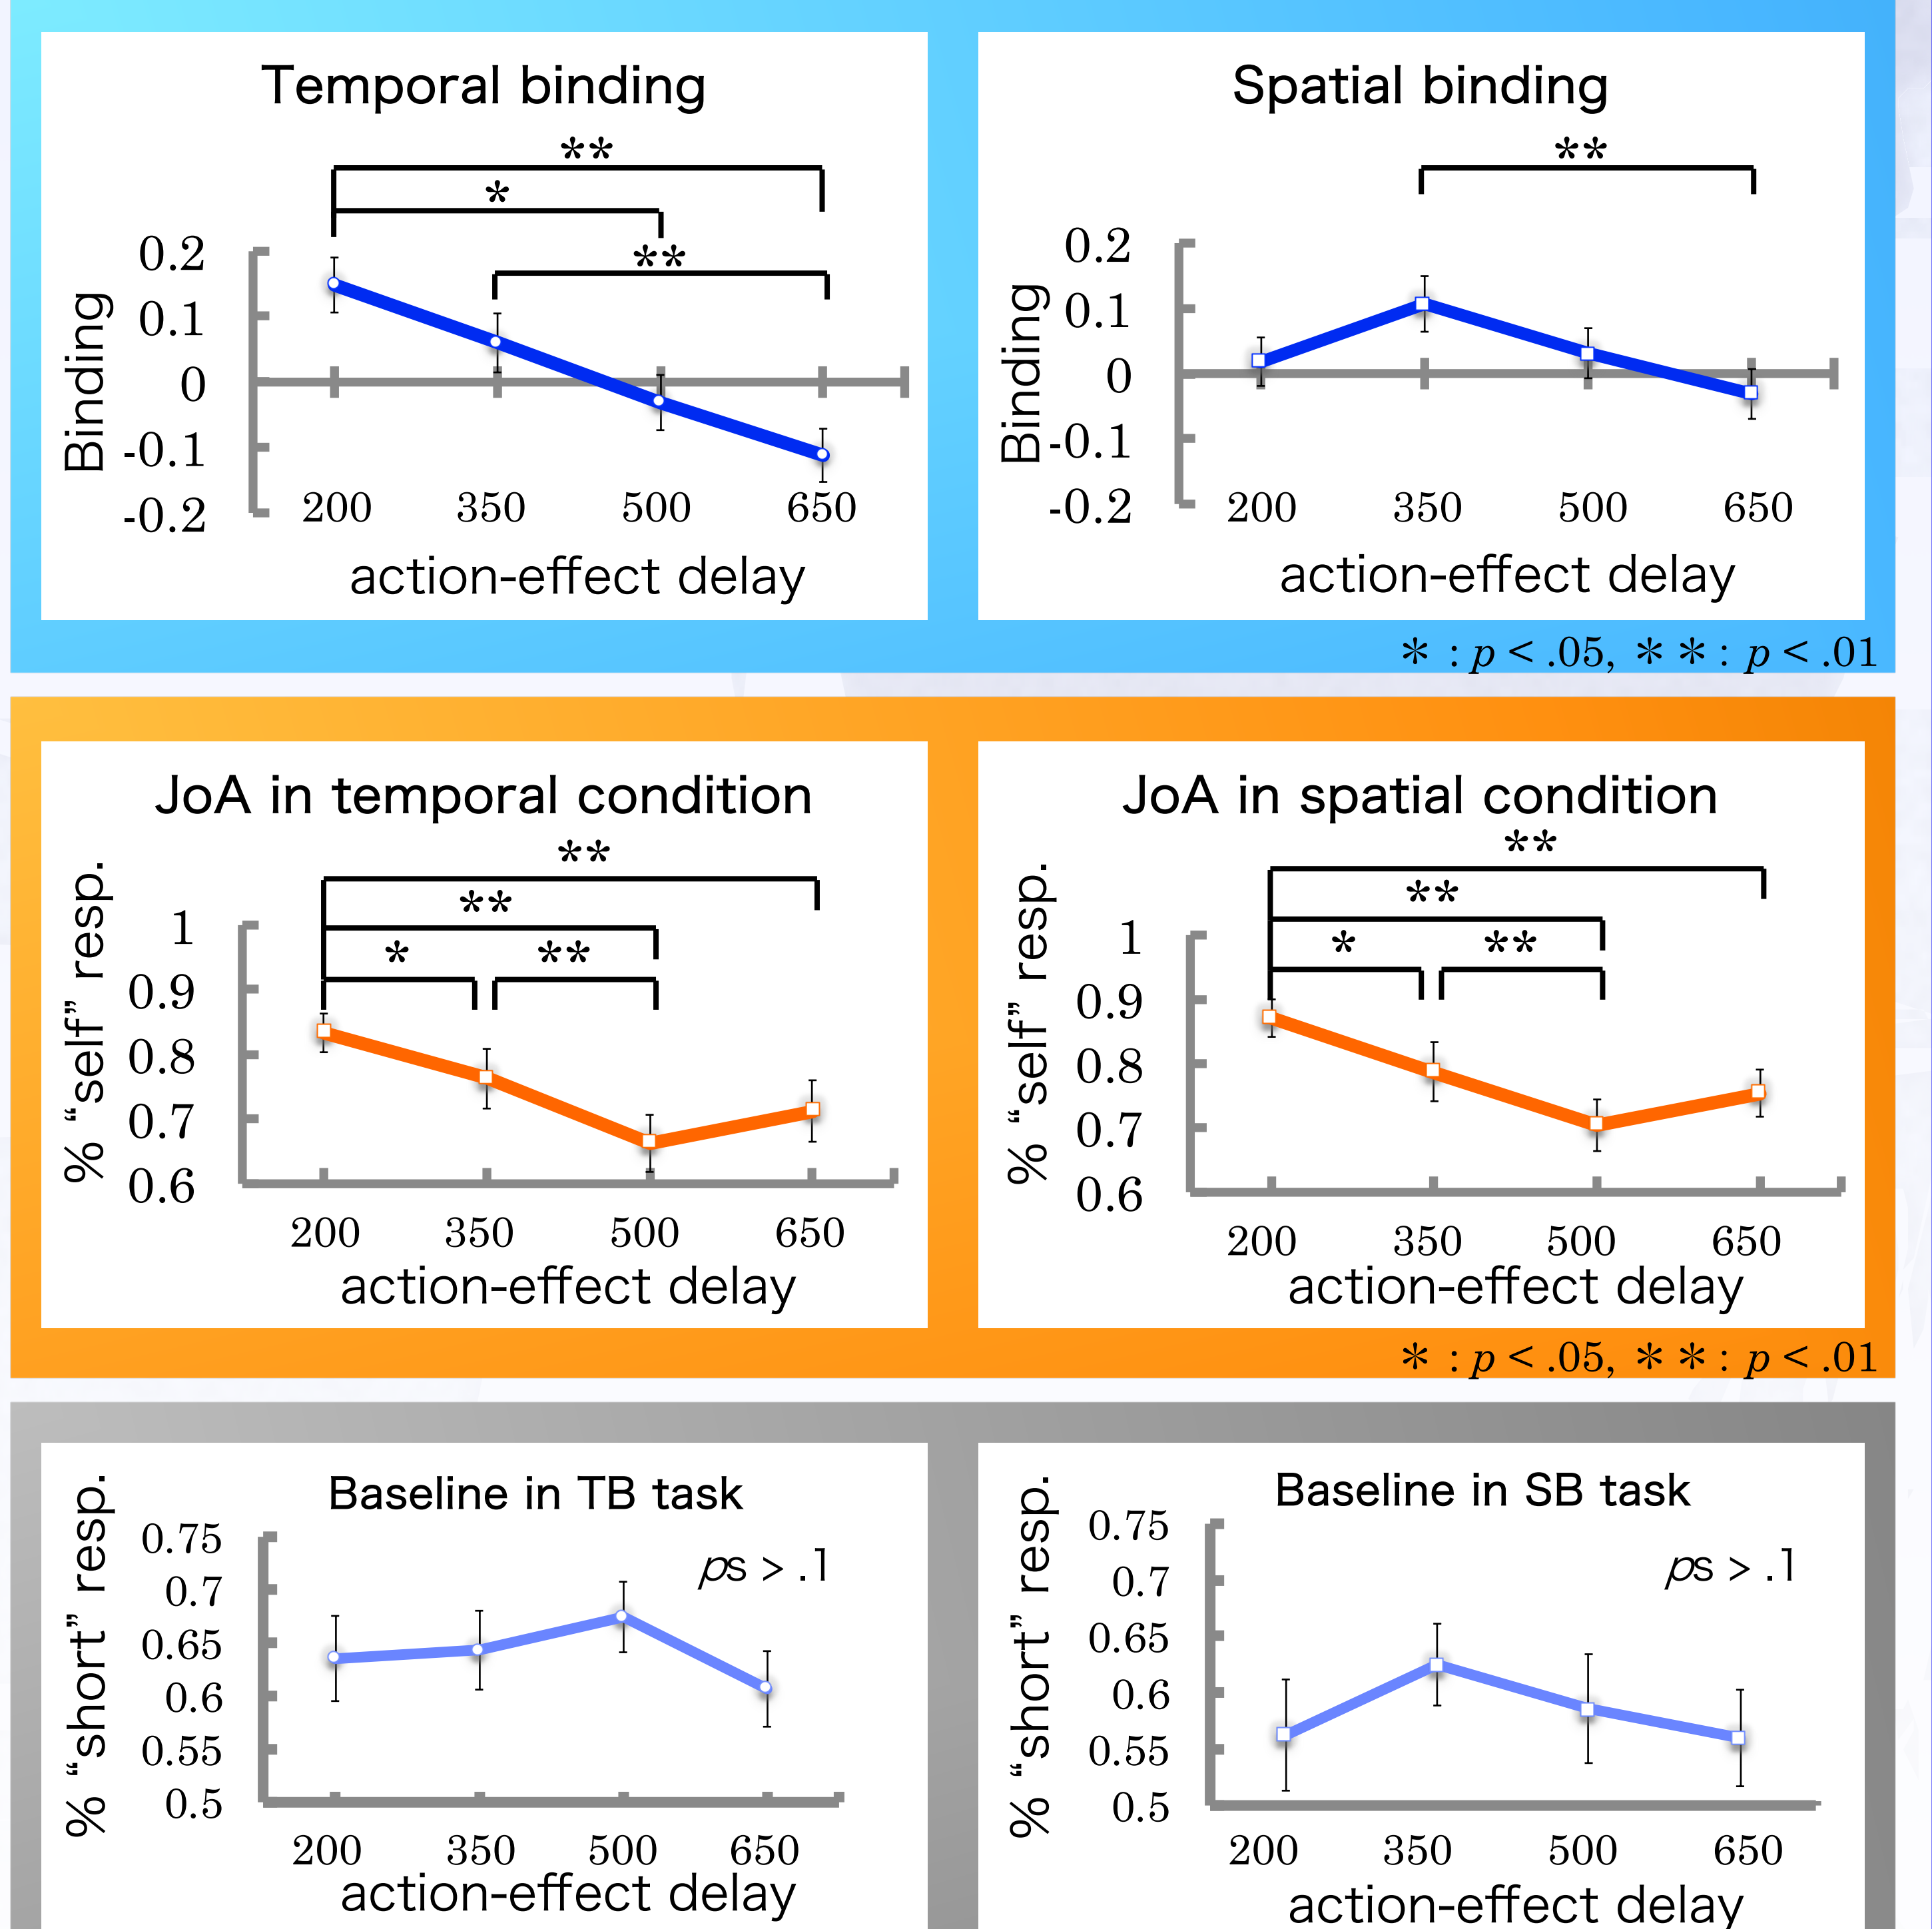 Temporal binding
**
*
**
Binding
0.2
0.1
0
-0.1
-0.2
200 350 500 650
action-effect delay
Spatial binding
**
Binding
0.2
0.1
0
-0.1
-0.2
200 350 500 650
action-effect delay
* : p < .05, * * : p < .01
JoA in temporal condition
**
**
* **
% “self” resp.
1
0.9
0.8
0.7
0.6
200 350 500 650
action-effect delay
JoA in spatial condition
**
**
* **
% “self” resp.
1
0.9
0.8
0.7
0.6
200 350 500 650
action-effect delay
* : p < .05, * * : p < .01
Baseline in TB task
ps > .1
% “short” resp.
0.75
0.7
0.65
0.6
0.55
0.5
200 350 500 650
action-effect delay
Baseline in SB task
ps > .1
% “short” resp.
0.75
0.7
0.65
0.6
0.55
0.5
200 350 500 650
action-effect delay